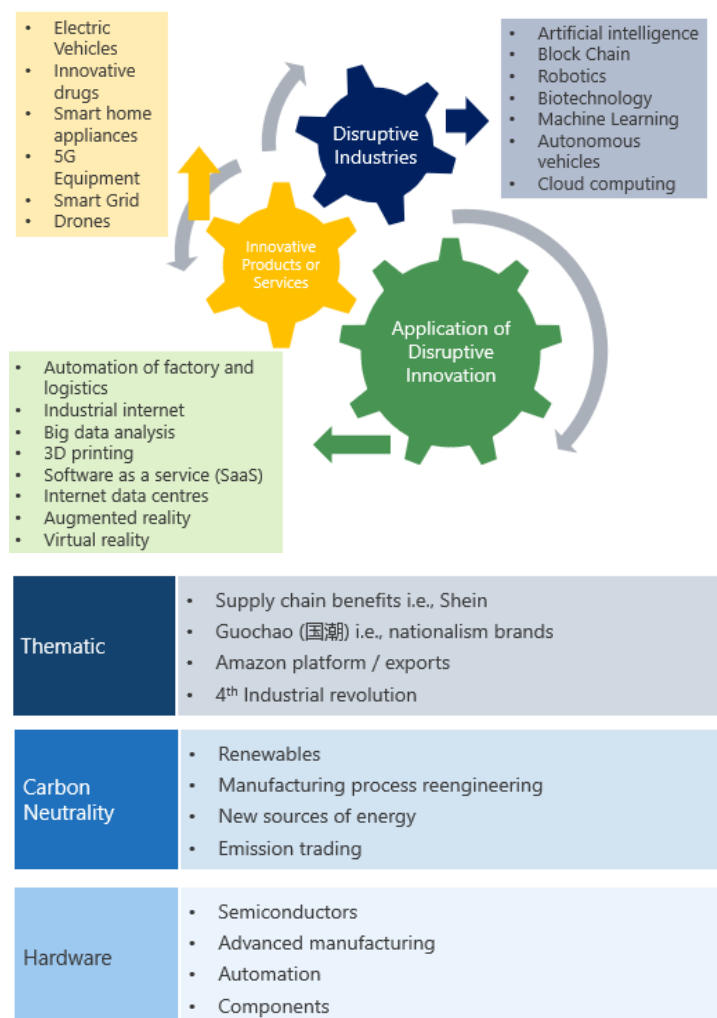 • Electric
Vehicles
• Innovative
drugs
• Smart home
appliances
• 5G
Equipment
• Smart Grid
• Drones
Disruptive
Industries
• Artificial intelligence
• Block Chain
• Robotics
• Biotechnology
• Machine Learning
• Autonomous
vehicles
• Cloud computing
Innovative
Products or
Services
Application of
Disruptive
Innovation
• Automation of factory and
logistics
• Industrial internet
• Big data analysis
• 3D printing
• Software as a service (SaaS)
• Internet data centres
• Augmented reality
• Virtual reality
Thematic
• Supply chain benefits i.e., Shein
• Guochao (国潮) i.e., nationalism brands
• Amazon platform / exports
• 4th Industrial revolution
Carbon
Neutrality
• Renewables
• Manufacturing process reengineering
• New sources of energy
• Emission trading
Hardware
• Semiconductors
• Advanced manufacturing
• Automation
• Components